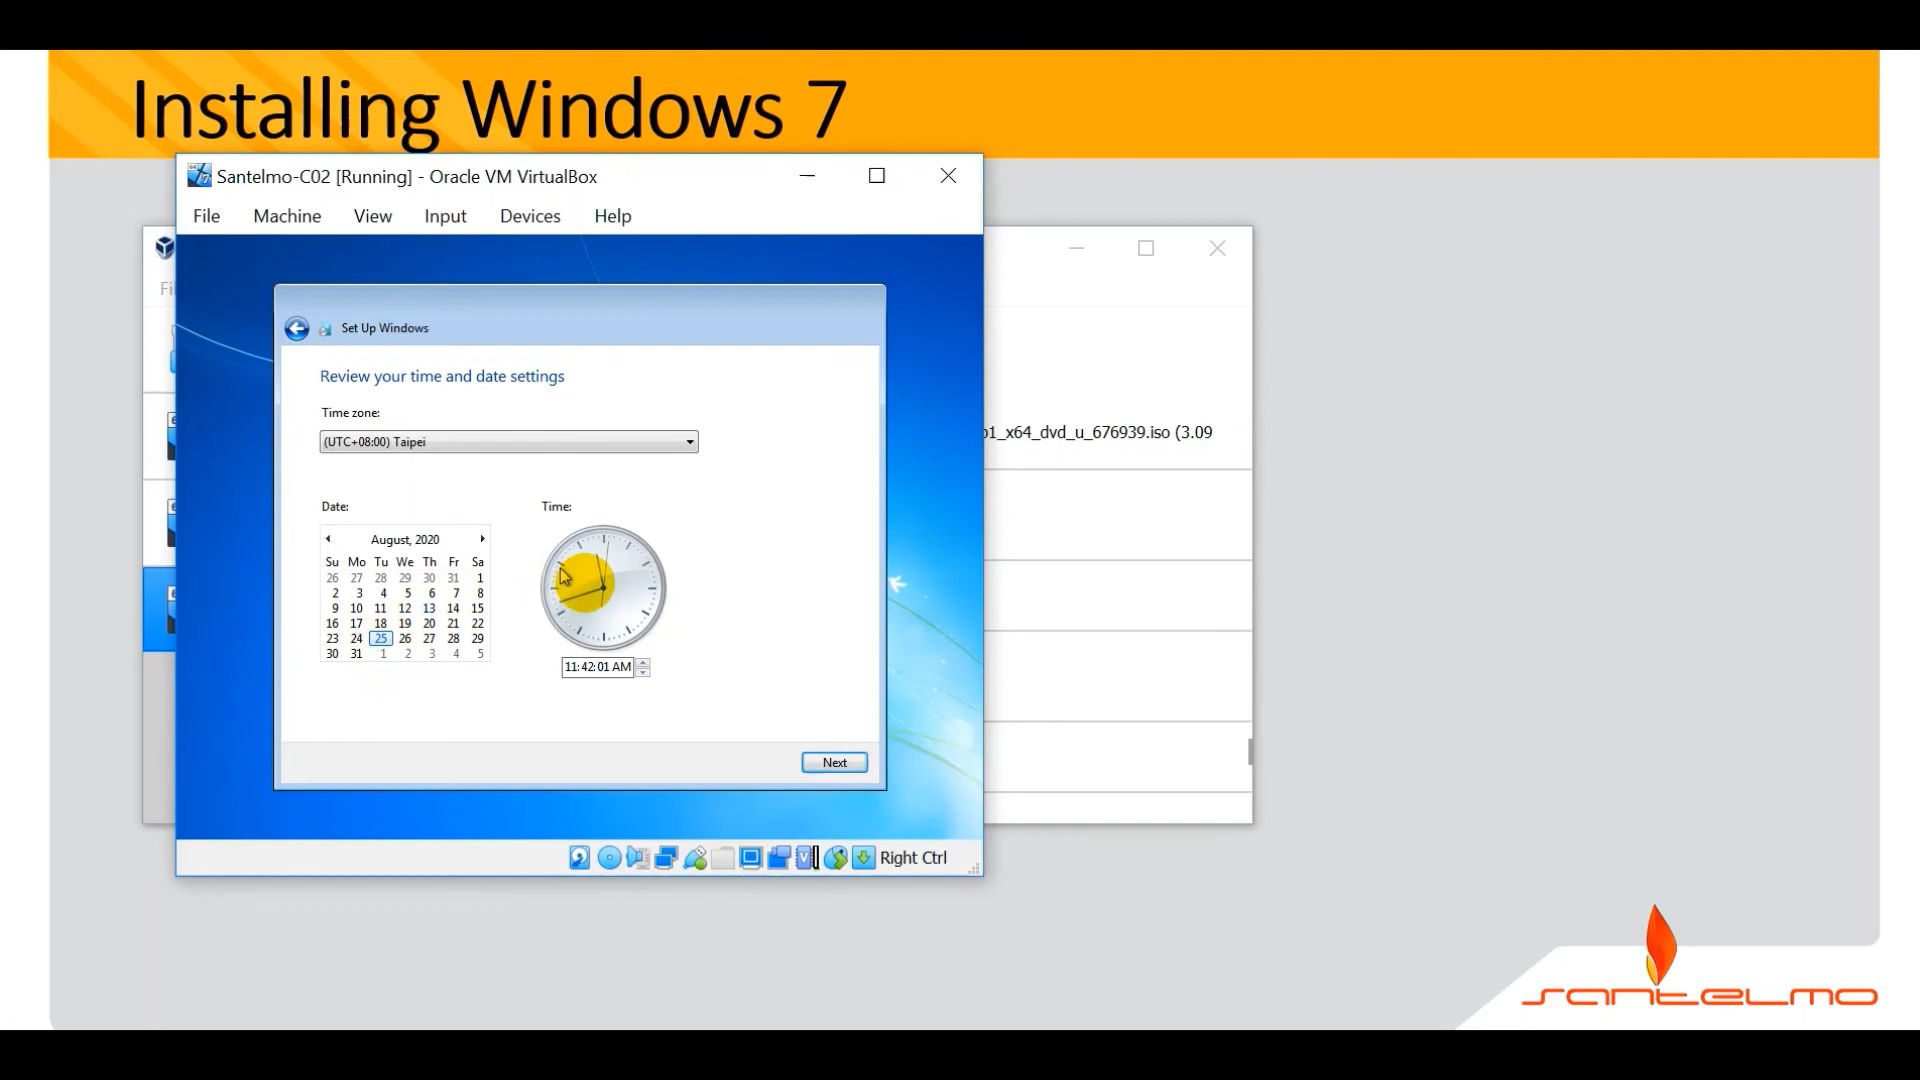 Installing Windows 7
Santelmo-C02 [Running] - Oracle VM VirtualBox
File Machine View Input Devices Help
Fi
Set Up Windows
Review your time and date settings
Time zone:
(UTC+08:00) Taipei
1_x64_dvd_u_676939.iso (3.09
Date:
Time:
August, 2020
Su Mo Tu We Th Fr Sa
26 27 28 29 30 31 1
2 3 4 5 6 7 8
9 10 11 12 13 14 15
16 17 18 19 20 21 22
23 24 25 26 27 28 29
30 31 1 2 3 4 5
11:42:01 AM
Next
Right Ctrl
santelmo